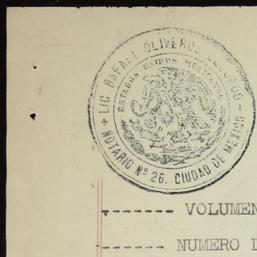 LIC. RAFAEL OLIVEROS
ESTADOS UNIDOS MEXICANOS
NOTARIO Nº 26. CIUDAD DE MEXICO
------ VOLUMEN
------ NUMERO